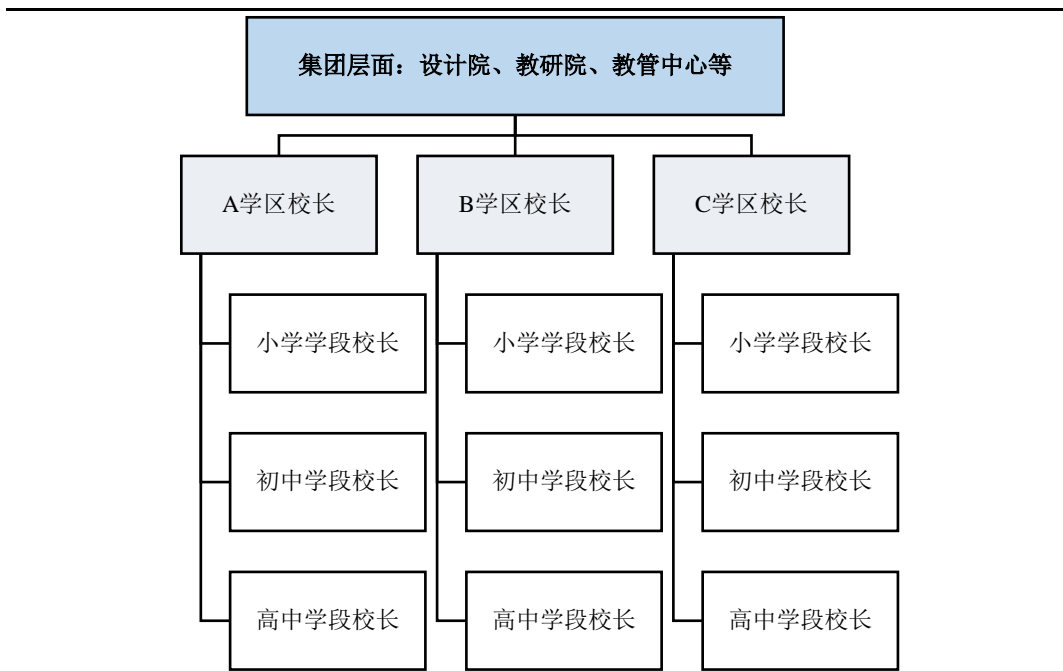 集团层面：设计院、教研院、教管中心等
A学区校长
B学区校长
C学区校长
小学学段校长
小学学段校长
小学学段校长
初中学段校长
初中学段校长
初中学段校长
高中学段校长
高中学段校长
高中学段校长